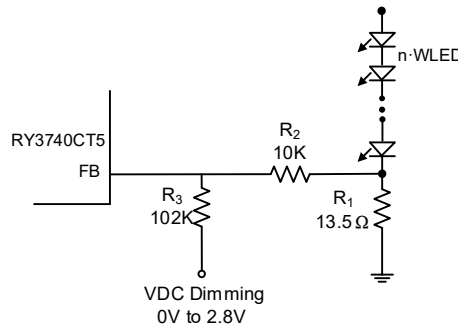 n·WLED
RY3740CT5
FB
R2
10K
R3
102K
R1
13.5Ω
VDC Dimming
0V to 2.8V